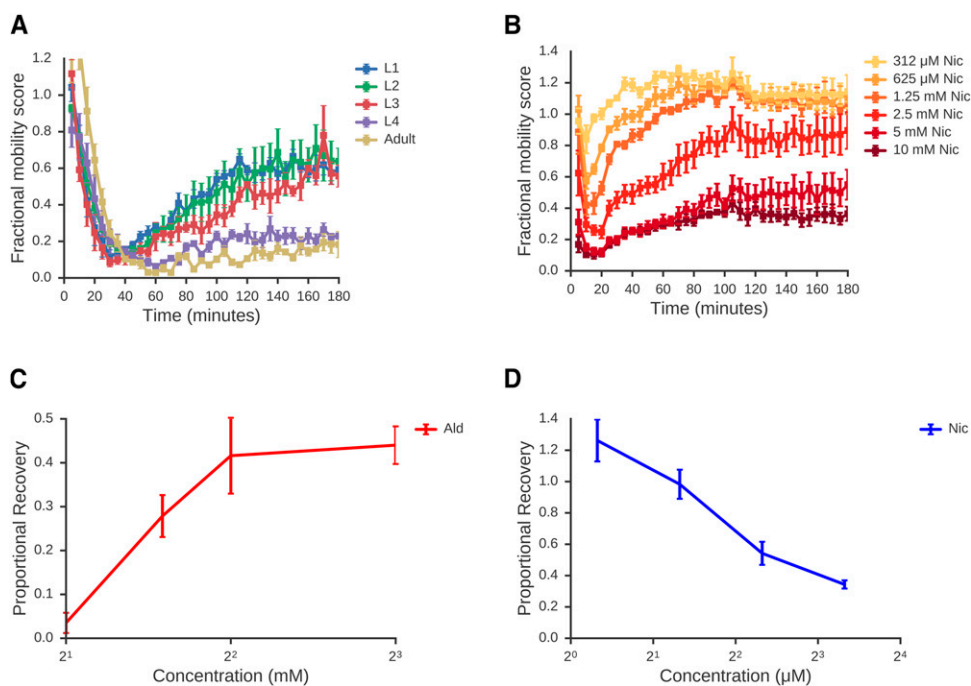 A
1.2
1.0
0.8
0.6
0.4
0.2
0.0
Fractional mobility score
0 20 40 60 80 100 120 140 160 180
Time (minutes)
L1
L2
L3
L4
Adult
B
1.4
1.2
1.0
0.8
0.6
0.4
0.2
0.0
Fractional mobility score
0 20 40 60 80 100 120 140 160 180
Time (minutes)
312 µM Nic
625 µM Nic
1.25 mM Nic
2.5 mM Nic
5 mM Nic
10 mM Nic
C
0.5
0.4
0.3
0.2
0.1
0.0
Proportional Recovery
2¹ 2² 2³
Concentration (mM)
Ald
D
1.4
1.2
1.0
0.8
0.6
0.4
0.2
0.0
Proportional Recovery
2⁰ 2¹ 2² 2³ 2⁴
Concentration (µM)
Nic